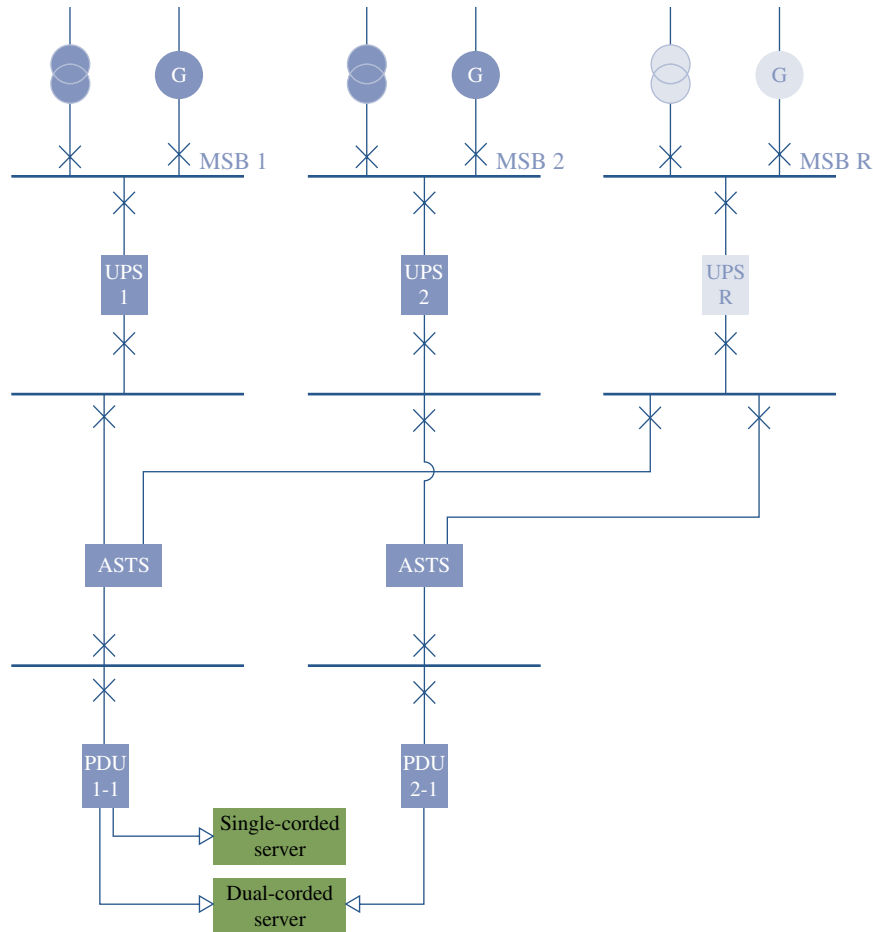 G
G
G
MSB 1
MSB 2
MSB R
UPS
1
UPS
2
UPS
R
ASTS
ASTS
PDU
1-1
PDU
2-1
Single-corded
server
Dual-corded
server